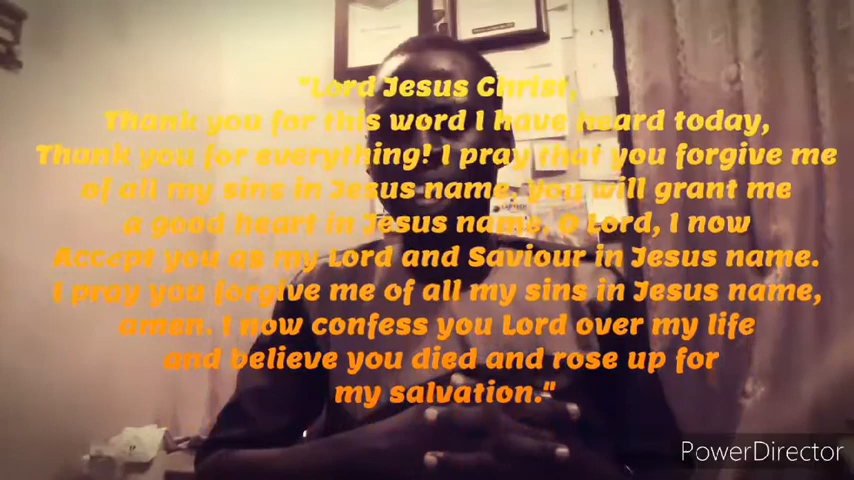 "Lord Jesus Christ,
Thank you for this word I have heard today,
Thank you for everything! I pray that you forgive me
of all my sins in Jesus name. You will grant me
a good heart in Jesus name. O Lord, I now
Accept you as my Lord and Saviour in Jesus name.
I pray you forgive me of all my sins in Jesus name,
amen. I now confess you Lord over my life
and believe you died and rose up for
my salvation."
PowerDirector